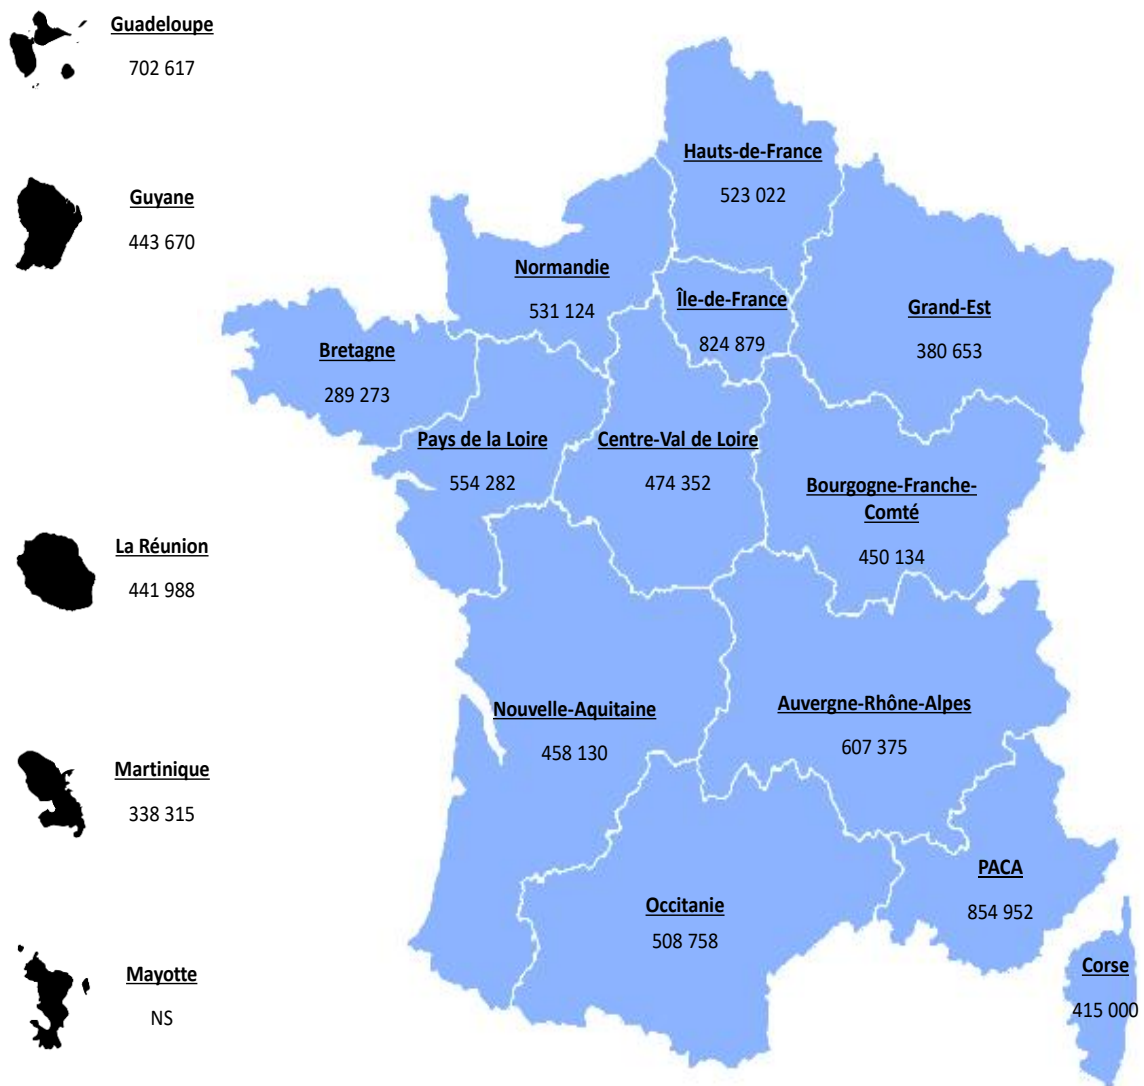 Guadeloupe
702 617
Guyane
443 670
La Réunion
441 988
Martinique
338 315
Mayotte
NS
Hauts-de-France
523 022
Normandie
531 124
Île-de-France
824 879
Grand-Est
380 653
Bretagne
289 273
Pays de la Loire
554 282
Centre-Val de Loire
474 352
Bourgogne-Franche-
Comté
450 134
Nouvelle-Aquitaine
458 130
Auvergne-Rhône-Alpes
607 375
Occitanie
508 758
PACA
854 952
Corse
415 000